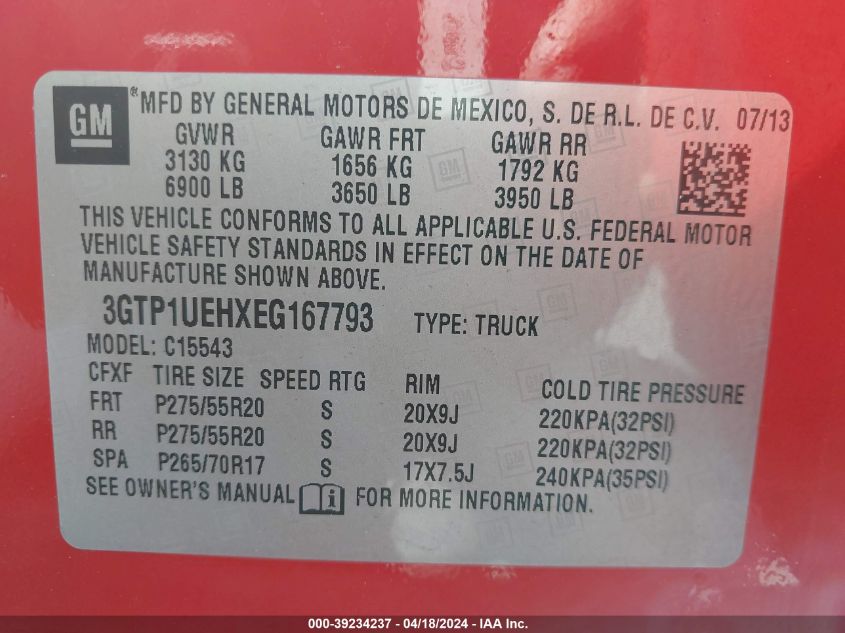 GM ® MFD BY GENERAL MOTORS DE MEXICO, S. DE R.L. DE C.V. 07/13
GVWR GAWR FRT GAWR RR
3130 KG 1656 KG 1792 KG
6900 LB 3650 LB 3950 LB
THIS VEHICLE CONFORMS TO ALL APPLICABLE U.S. FEDERAL MOTOR
VEHICLE SAFETY STANDARDS IN EFFECT ON THE DATE OF
MANUFACTURE SHOWN ABOVE.
3GTP1UEHXEG167793 TYPE: TRUCK
MODEL: C15543
CFXF TIRE SIZE SPEED RTG RIM COLD TIRE PRESSURE
FRT P275/55R20 S 20X9J 220KPA(32PSI)
RR P275/55R20 S 20X9J 220KPA(32PSI)
SPA P265/70R17 S 17X7.5J 240KPA(35PSI)
SEE OWNER'S MANUAL i FOR MORE INFORMATION.
000-39234237 - 04/18/2024 - IAA Inc.